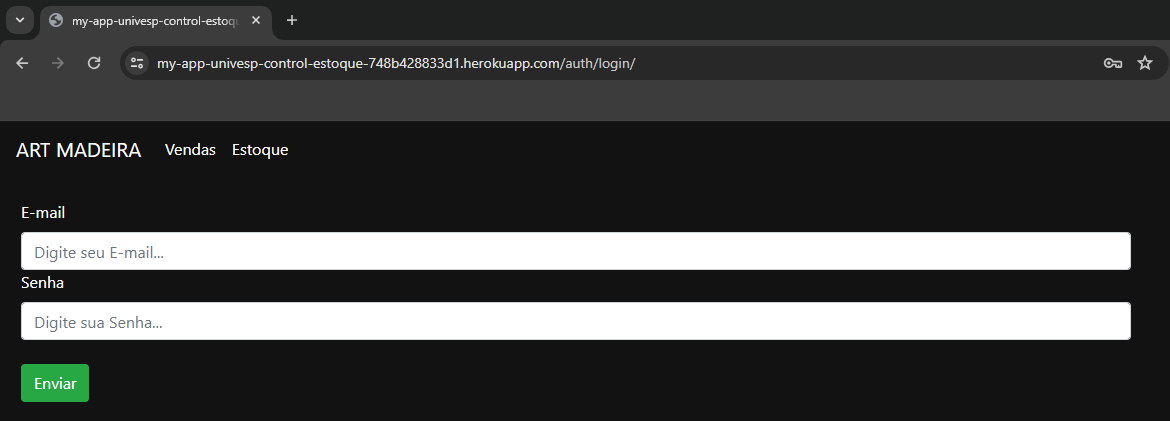 my-app-univesp-control-estoqu
my-app-univesp-control-estoque-748b428833d1.herokuapp.com/auth/login/
ART MADEIRA Vendas Estoque
E-mail
Digite seu E-mail...
Senha
Digite sua Senha...
Enviar